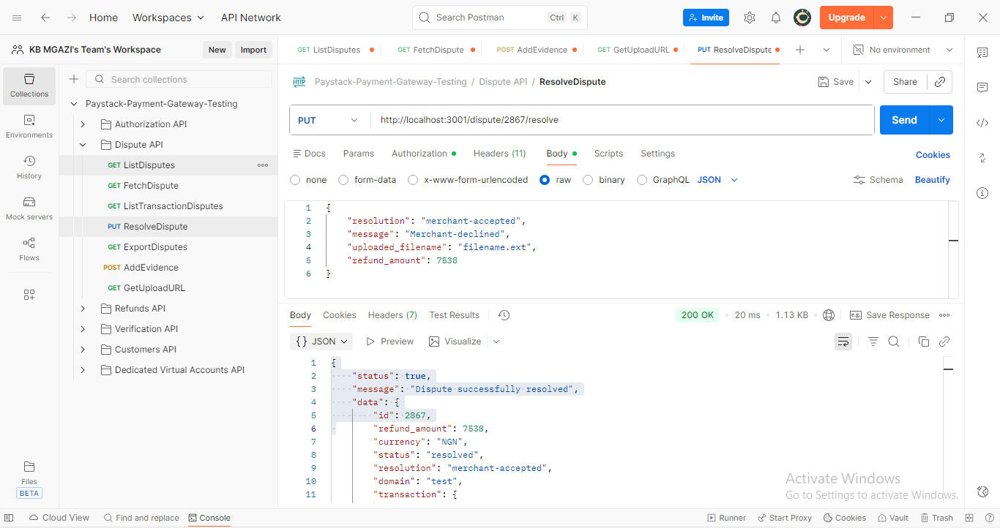 Home Workspaces API Network Search Postman Ctrl K Invite Upgrade
KB MGAZI's Team's Workspace New Import GET ListDisputes GET FetchDispute POST AddEvidence GET GetUploadURL PUT ResolveDispute No environment
Search collections
Collections
Environments
History
Mock servers
Flows
Files
BETA
Paystack-Payment-Gateway-Testing
Authorization API
Dispute API
GET ListDisputes
GET FetchDispute
GET ListTransactionDisputes
PUT ResolveDispute
GET ExportDisputes
POST AddEvidence
GET GetUploadURL
Refunds API
Verification API
Customers API
Dedicated Virtual Accounts API
HTTP Paystack-Payment-Gateway-Testing / Dispute API / ResolveDispute Save Share
PUT http://localhost:3001/dispute/2867/resolve Send
Docs Params Authorization Headers (11) Body Scripts Settings Cookies
none form-data x-www-form-urlencoded raw binary GraphQL JSON Schema Beautify
1 {
2 "resolution": "merchant-accepted",
3 "message": "Merchant-declined",
4 "uploaded_filename": "filename.ext",
5 "refund_amount": 7538
6 }
Body Cookies Headers (7) Test Results 200 OK 20 ms 1.13 KB e.g. Save Response
{} JSON Preview Visualize
1 {
2 "status": true,
3 "message": "Dispute successfully resolved",
4 "data": {
5 "id": 2867,
6 "refund_amount": 7538,
7 "currency": "NGN",
8 "status": "resolved",
9 "resolution": "merchant-accepted",
10 "domain": "test",
11 "transaction": {
Activate Windows
Go to Settings to activate Windows.
Cloud View Find and replace Console Runner Start Proxy Cookies Vault Trash